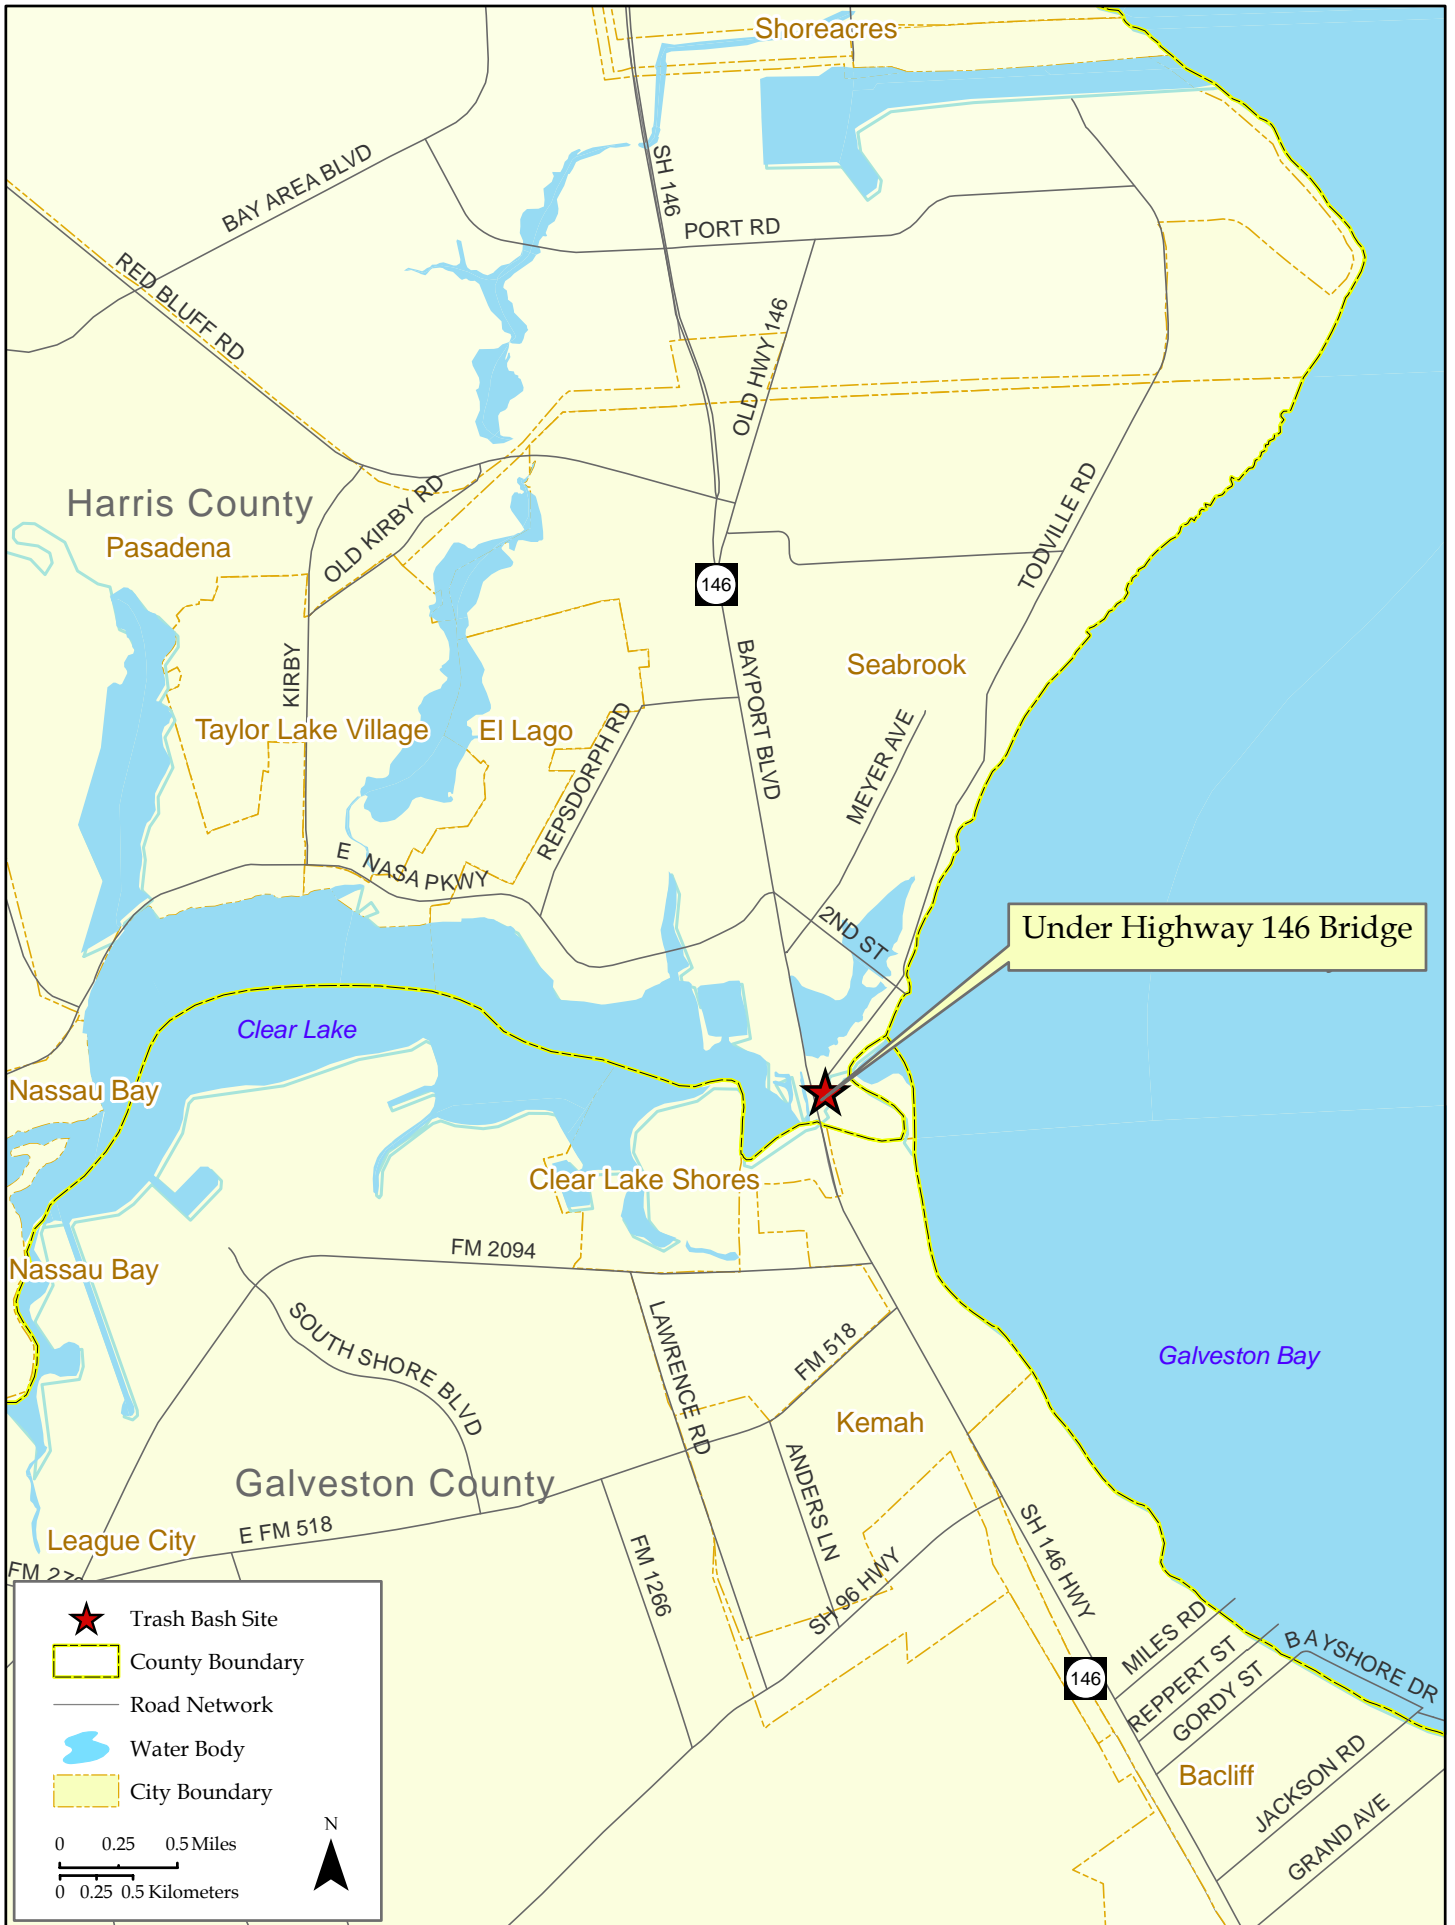 Shoreacres
BAY AREA BLVD
SH 146
PORT RD
RED BLUFF RD
OLD HWY 146
Harris County
Pasadena
OLD KIRBY RD
TODVILLE RD
146
KIRBY
BAYPORT BLVD
Seabrook
Taylor Lake Village
El Lago
REPSDORPH RD
MEYER AVE
E NASA PKWY
2ND ST
Under Highway 146 Bridge
Clear Lake
Nassau Bay
Clear Lake Shores
FM 2094
Nassau Bay
SOUTH SHORE BLVD
LAWRENCE RD
FM 518
Galveston Bay
Kemah
ANDERS LN
Galveston County
E FM 518
League City
FM 1266
SH 96 HWY
SH 146 HWY
MILES RD
REPPERT ST
GORDY ST
BAYSHORE DR
146
Bacliff
JACKSON RD
GRAND AVE
Trash Bash Site
County Boundary
Road Network
Water Body
City Boundary
N
0 0.25 0.5 Miles
0 0.25 0.5 Kilometers